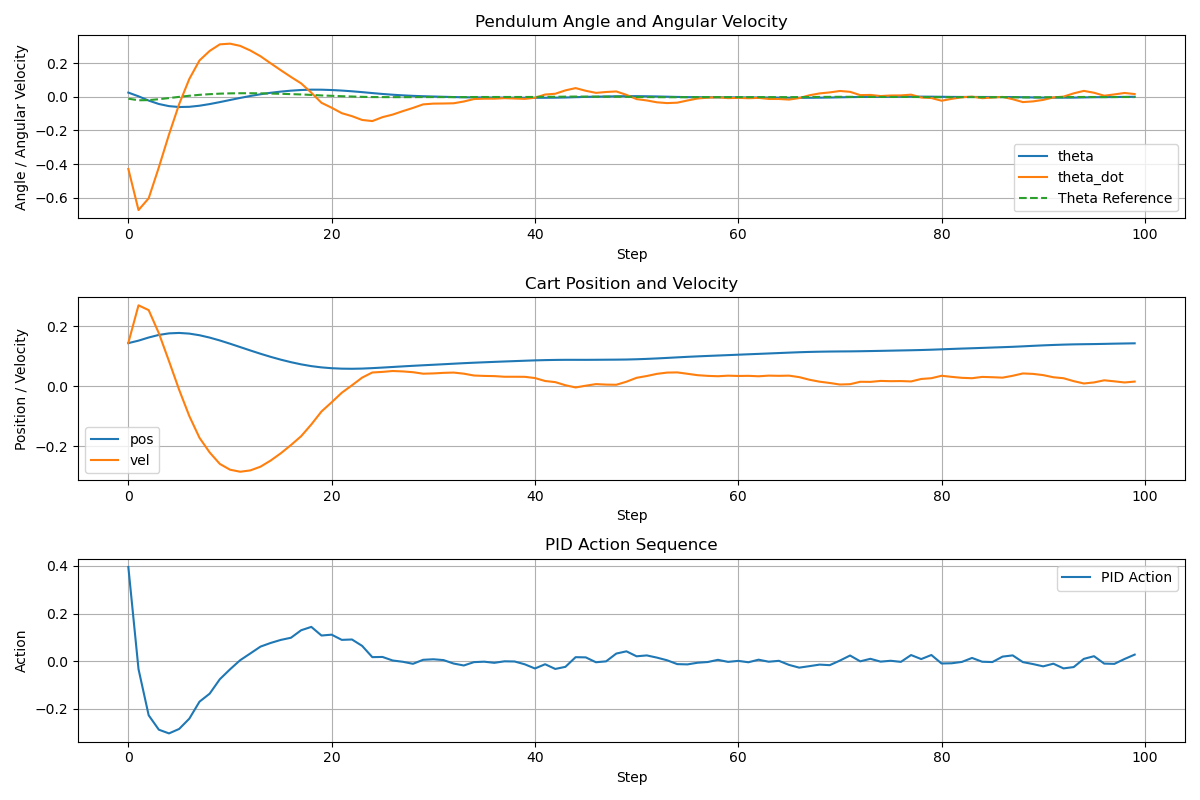 Pendulum Angle and Angular Velocity
Angle / Angular Velocity
0.2
0.0
−0.2
−0.4
−0.6
theta
theta_dot
Theta Reference
0 20 40 60 80 100
Step
Cart Position and Velocity
Position / Velocity
0.2
0.0
−0.2
pos
vel
0 20 40 60 80 100
Step
PID Action Sequence
Action
0.4
0.2
0.0
−0.2
PID Action
0 20 40 60 80 100
Step